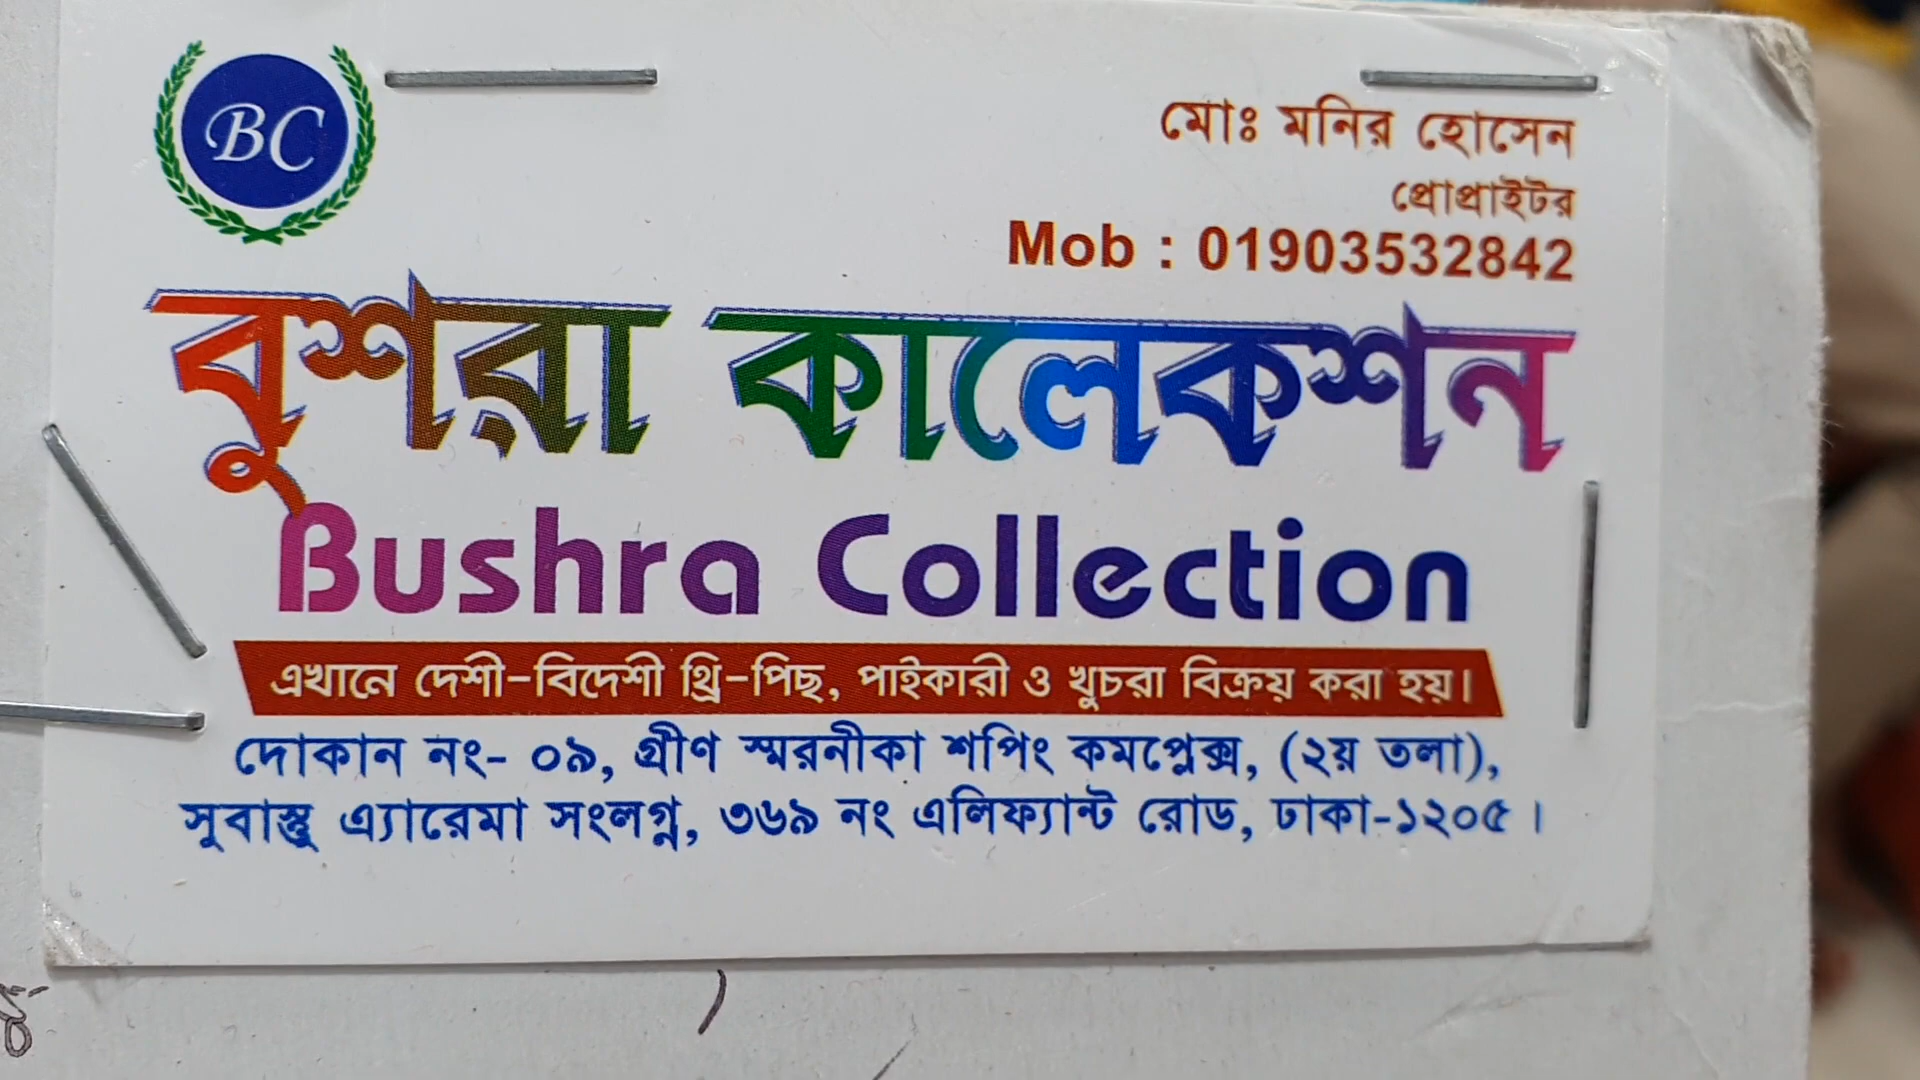 BC
মোঃ মনির হোসেন
প্রোপ্রাইটর
Mob : 01903532842
বুশরা কালেকশন
Bushra Collection
এখানে দেশী-বিদেশী থ্রি-পিছ, পাইকারী ও খুচরা বিক্রয় করা হয়।
দোকান নং- ০৯, গ্রীণ স্মরনীকা শপিং কমপ্লেক্স, (২য় তলা),
সুবাস্তু এ্যারেমা সংলগ্ন, ৩৬৯ নং এলিফ্যান্ট রোড, ঢাকা-১২০৫।